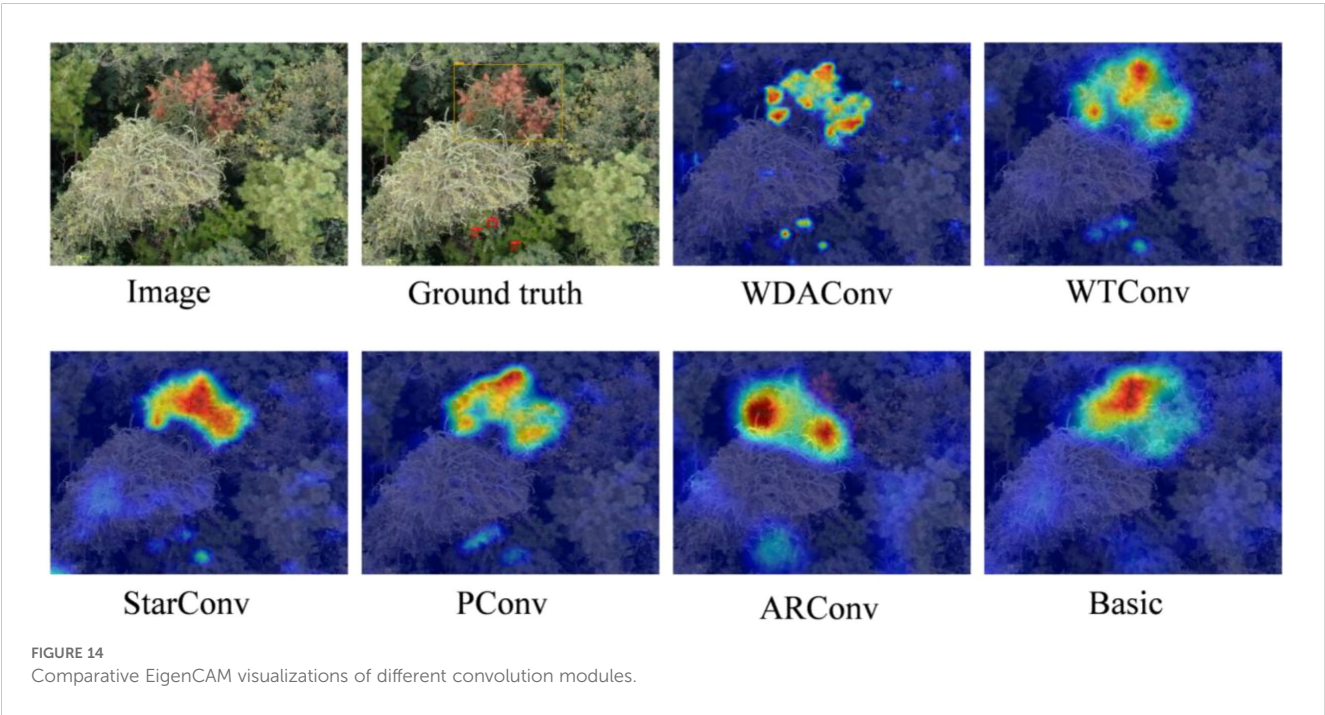 Image
Ground truth
WDAConv
WTConv
StarConv
PConv
ARConv
Basic
FIGURE 14
Comparative EigenCAM visualizations of different convolution modules.